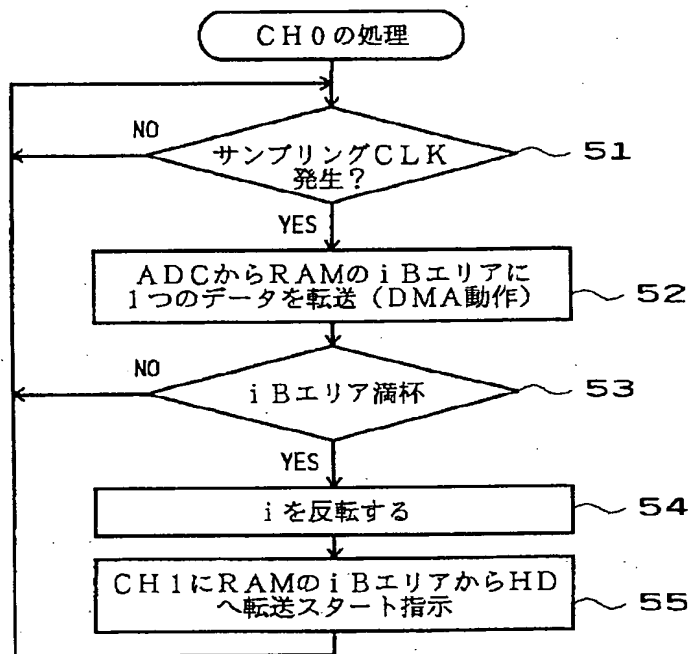 CH0の処理
NO
サンプリングCLK
発生?
51
YES
ADCからRAMのiBエリアに
1つのデータを転送(DMA動作)
52
NO
iBエリア満杯
53
YES
iを反転する
54
CH1にRAMのiBエリアからHD
へ転送スタート指示
55